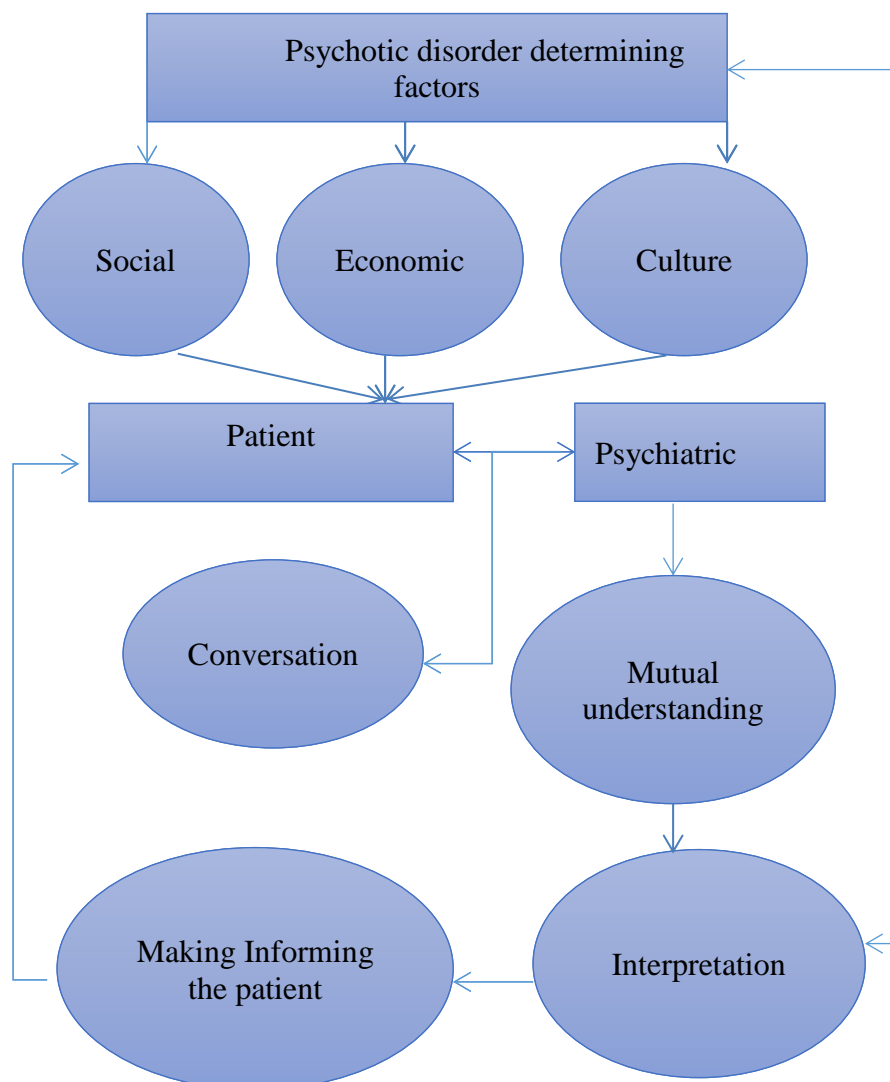 Psychotic disorder determining
factors
Social
Economic
Culture
Patient
Psychiatric
Conversation
Mutual
understanding
Making Informing
the patient
Interpretation